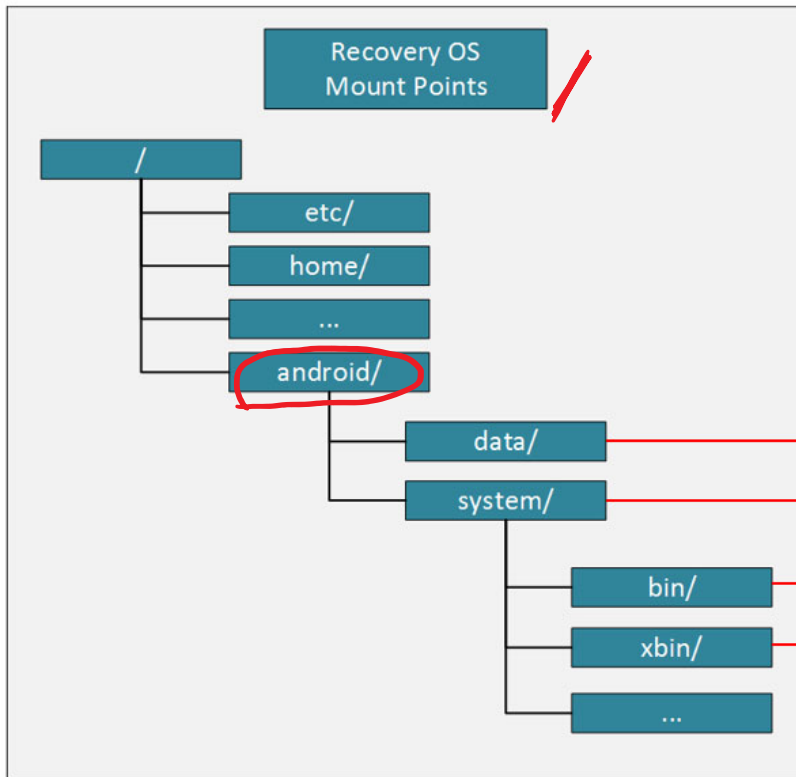 Recovery OS
Mount Points
/
etc/
home/
...
android/
data/
system/
bin/
xbin/
...